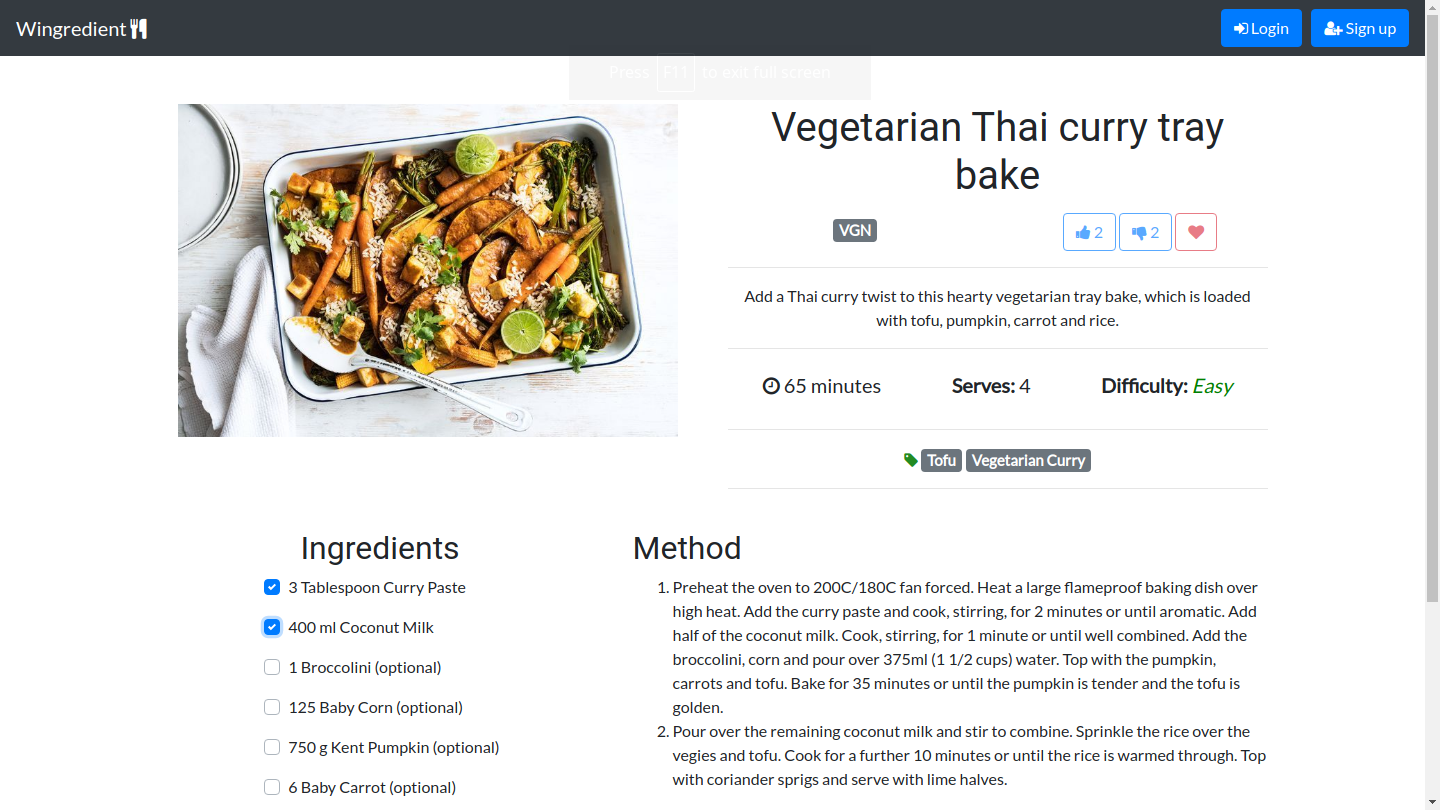 Wingredient
Login
Sign up
Press F11 to exit full screen
Vegetarian Thai curry tray
bake
VGN
2
2
Add a Thai curry twist to this hearty vegetarian tray bake, which is loaded
with tofu, pumpkin, carrot and rice.
65 minutes
Serves: 4
Difficulty: Easy
Tofu
Vegetarian Curry
Ingredients
3 Tablespoon Curry Paste
400 ml Coconut Milk
1 Broccolini (optional)
125 Baby Corn (optional)
750 g Kent Pumpkin (optional)
6 Baby Carrot (optional)
Method
1. Preheat the oven to 200C/180C fan forced. Heat a large flameproof baking dish over
high heat. Add the curry paste and cook, stirring, for 2 minutes or until aromatic. Add
half of the coconut milk. Cook, stirring, for 1 minute or until well combined. Add the
broccolini, corn and pour over 375ml (1 1/2 cups) water. Top with the pumpkin,
carrots and tofu. Bake for 35 minutes or until the pumpkin is tender and the tofu is
golden.
2. Pour over the remaining coconut milk and stir to combine. Sprinkle the rice over the
vegies and tofu. Cook for a further 10 minutes or until the rice is warmed through. Top
with coriander sprigs and serve with lime halves.